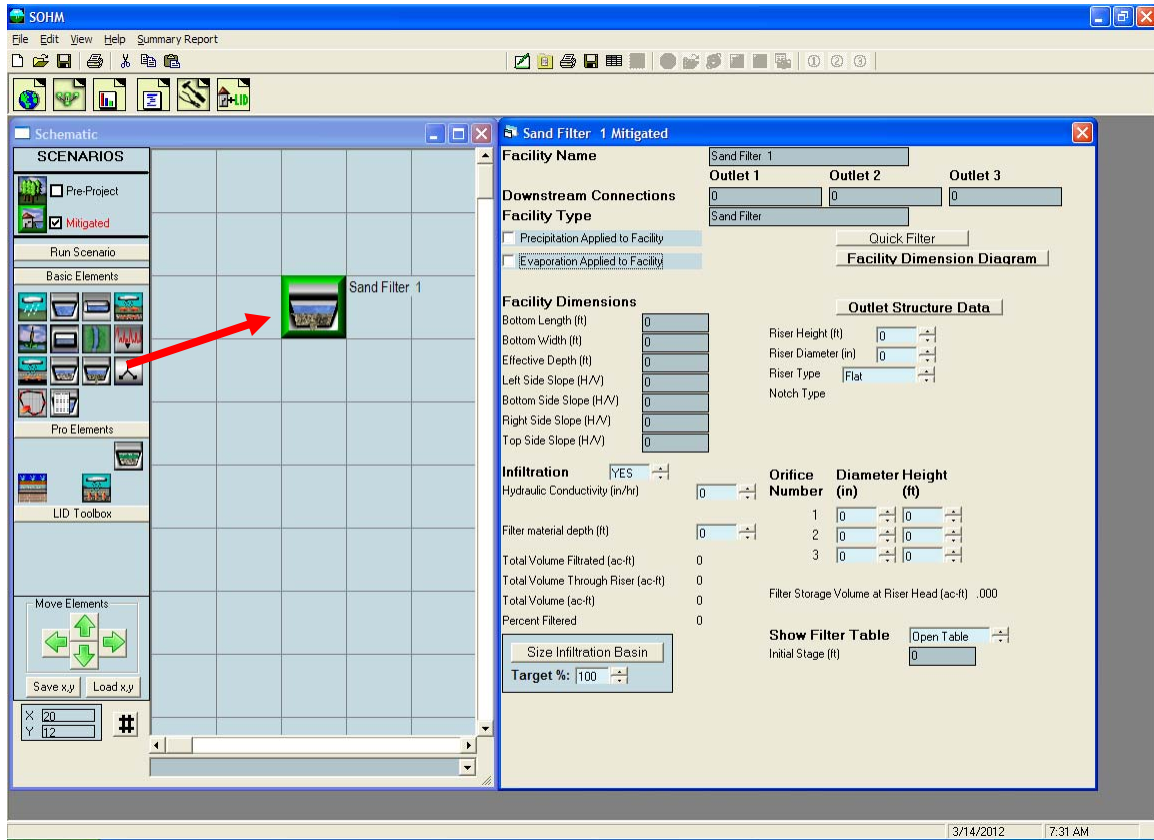 SOHM
File Edit View Help Summary Report
① ② ③
+LID
Schematic
SCENARIOS
Pre-Project
Mitigated
Run Scenario
Basic Elements
Pro Elements
LID Toolbox
Move Elements
Save x,y Load x,y
X 20
Y 12
#
Sand Filter 1
Sand Filter 1 Mitigated
Facility Name Sand Filter 1
Outlet 1 Outlet 2 Outlet 3
Downstream Connections 0 0 0
Facility Type Sand Filter
Precipitation Applied to Facility Quick Filter
Evaporation Applied to Facility Facility Dimension Diagram
Facility Dimensions Outlet Structure Data
Bottom Length (ft) 0
Bottom Width (ft) 0
Effective Depth (ft) 0
Left Side Slope (H/V) 0
Bottom Side Slope (H/V) 0
Right Side Slope (H/V) 0
Top Side Slope (H/V) 0
Riser Height (ft) 0
Riser Diameter (in) 0
Riser Type Flat
Notch Type
Infiltration YES
Hydraulic Conductivity (in/hr) 0
Filter material depth (ft) 0
Total Volume Filtrated (ac-ft) 0
Total Volume Through Riser (ac-ft) 0
Total Volume (ac-ft) 0
Percent Filtered 0
Size Infiltration Basin
Target %: 100
Orifice Diameter Height
Number (in) (ft)
1 0 0
2 0 0
3 0 0
Filter Storage Volume at Riser Head (ac-ft) .000
Show Filter Table Open Table
Initial Stage (ft) 0
3/14/2012 7:31 AM